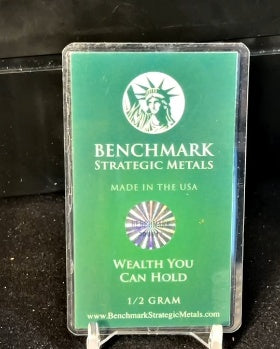 BENCHMARK
STRATEGIC METALS
MADE IN THE USA
WEALTH YOU
CAN HOLD
1/2 GRAM
www.BenchmarkStrategicMetals.com